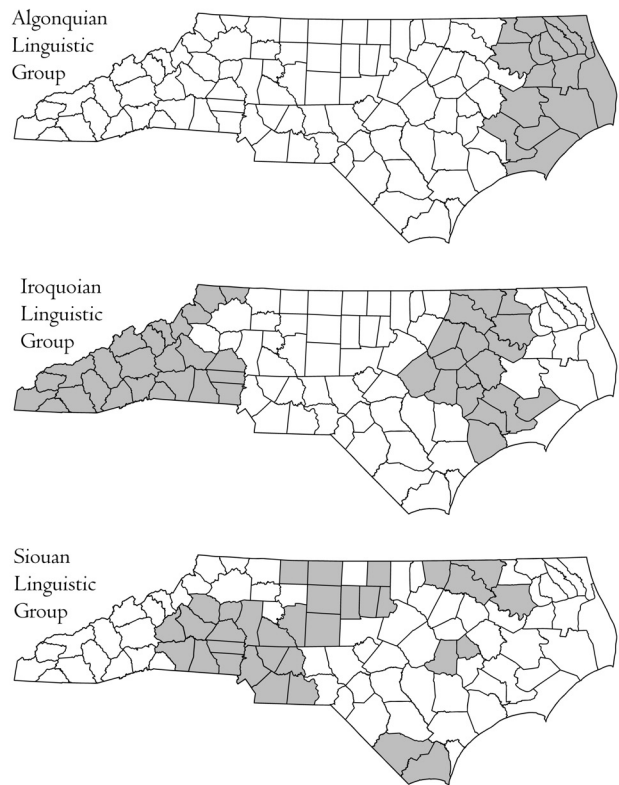 Algonquian
Linguistic
Group
Iroquoian
Linguistic
Group
Siouan
Linguistic
Group